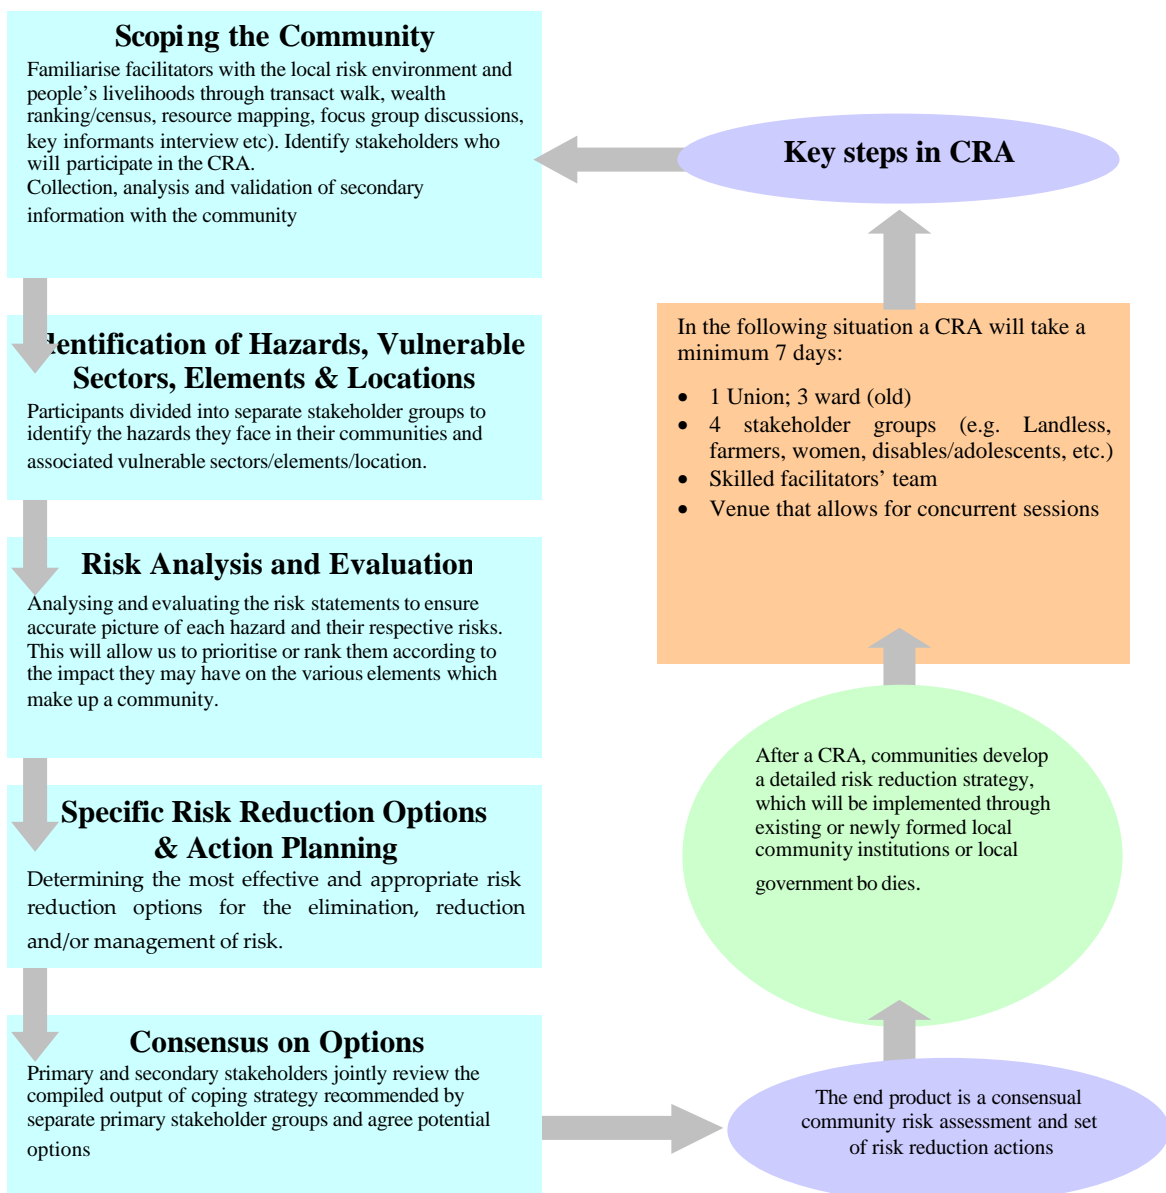 Scoping the Community
Familiarise facilitators with the local risk environment and
people's livelihoods through transact walk, wealth
ranking/census, resource mapping, focus group discussions,
key informants interview etc). Identify stakeholders who
will participate in the CRA.
Collection, analysis and validation of secondary
information with the community
Key steps in CRA
dentification of Hazards, Vulnerable
Sectors, Elements & Locations
Participants divided into separate stakeholder groups to
identify the hazards they face in their communities and
associated vulnerable sectors/elements/location.
In the following situation a CRA will take a
minimum 7 days:
• 1 Union; 3 ward (old)
• 4 stakeholder groups (e.g. Landless,
farmers, women, disables/adolescents, etc.)
• Skilled facilitators' team
• Venue that allows for concurrent sessions
Risk Analysis and Evaluation
Analysing and evaluating the risk statements to ensure
accurate picture of each hazard and their respective risks.
This will allow us to prioritise or rank them according to
the impact they may have on the various elements which
make up a community.
Specific Risk Reduction Options
& Action Planning
Determining the most effective and appropriate risk
reduction options for the elimination, reduction
and/or management of risk.
After a CRA, communities develop
a detailed risk reduction strategy,
which will be implemented through
existing or newly formed local
community institutions or local
government bo dies.
Consensus on Options
Primary and secondary stakeholders jointly review the
compiled output of coping strategy recommended by
separate primary stakeholder groups and agree potential
options
The end product is a consensual
community risk assessment and set
of risk reduction actions